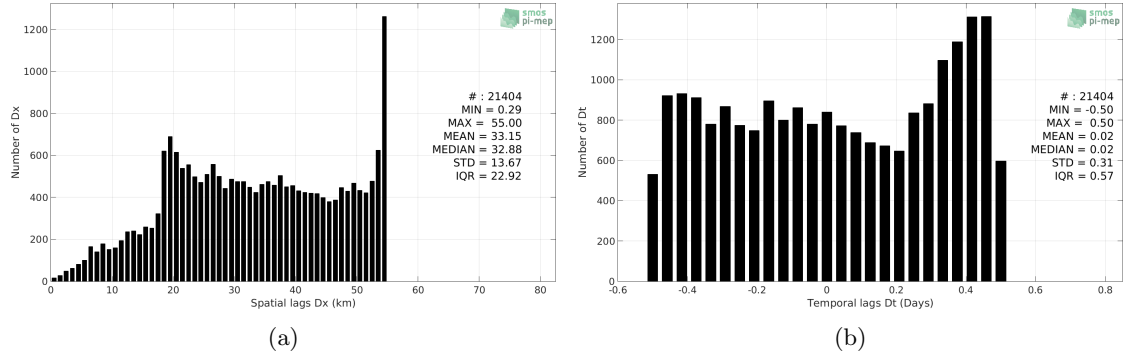 smos
pi-mep
1200
1000
800
600
400
200
0
Number of Dx
# : 21404
MIN = 0.29
MAX = 55.00
MEAN = 33.15
MEDIAN = 32.88
STD = 13.67
IQR = 22.92
0 10 20 30 40 50 60 70 80
Spatial lags Dx (km)
(a)
smos
pi-mep
1200
1000
800
600
400
200
0
Number of Dt
# : 21404
MIN = -0.50
MAX = 0.50
MEAN = 0.02
MEDIAN = 0.02
STD = 0.31
IQR = 0.57
-0.6 -0.4 -0.2 0 0.2 0.4 0.6 0.8
Temporal lags Dt (Days)
(b)